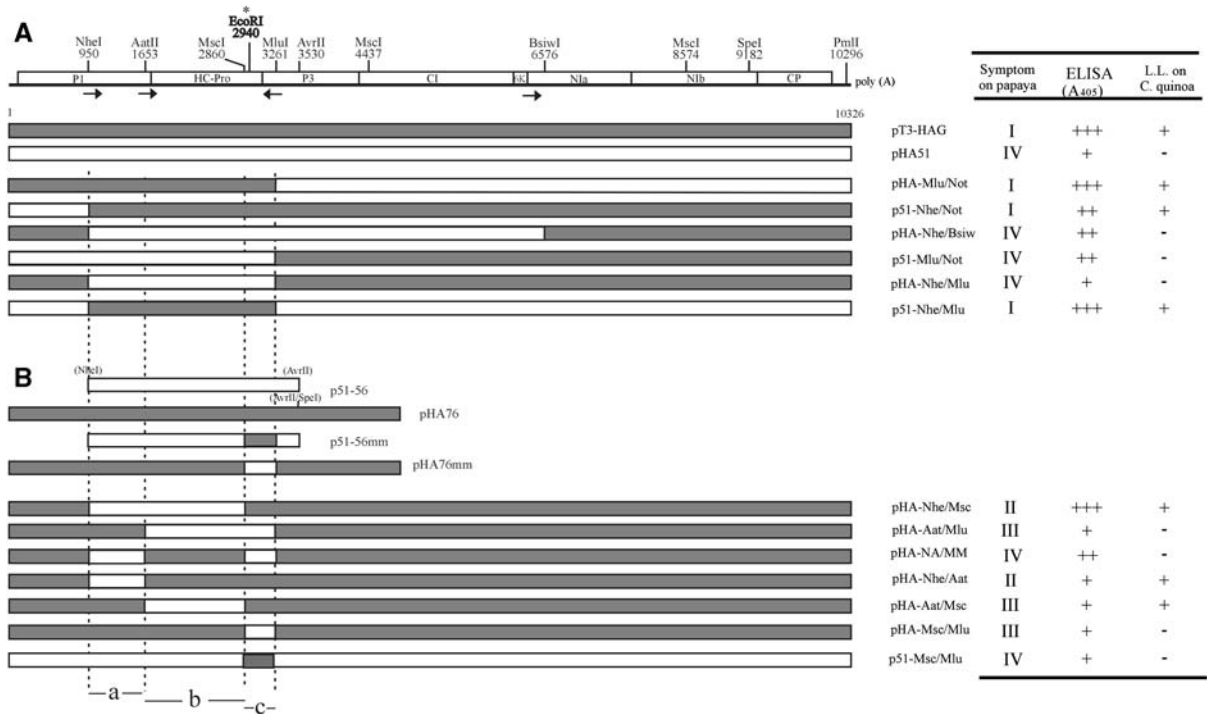 A
*
EcoRI
2940
NheI AatII MscI MluI AvrII MscI BsiwI MscI SpeI PmlI
950 1653 2860 3261 3530 4437 6576 8574 9182 10296
P1 HC-Pro P3 CI 6K NIa NIb CP poly (A)
1 10326
Symptom on papaya ELISA (A405) L.L. on C. quinoa
pT3-HAG I +++ +
pHA51 IV + -
pHA-Mlu/Not I +++ +
p51-Nhe/Not I ++ +
pHA-Nhe/Bsiw IV ++ -
p51-Mlu/Not IV ++ -
pHA-Nhe/Mlu IV + -
p51-Nhe/Mlu I +++ +
B
(NheI) (AvrII)
p51-56
(AvrII/SpeI)
pHA76
p51-56mm
pHA76mm
pHA-Nhe/Msc II +++ +
pHA-Aat/Mlu III + -
pHA-NA/MM IV ++ -
pHA-Nhe/Aat II + +
pHA-Aat/Msc III + +
pHA-Msc/Mlu III + -
p51-Msc/Mlu IV + -
a b c